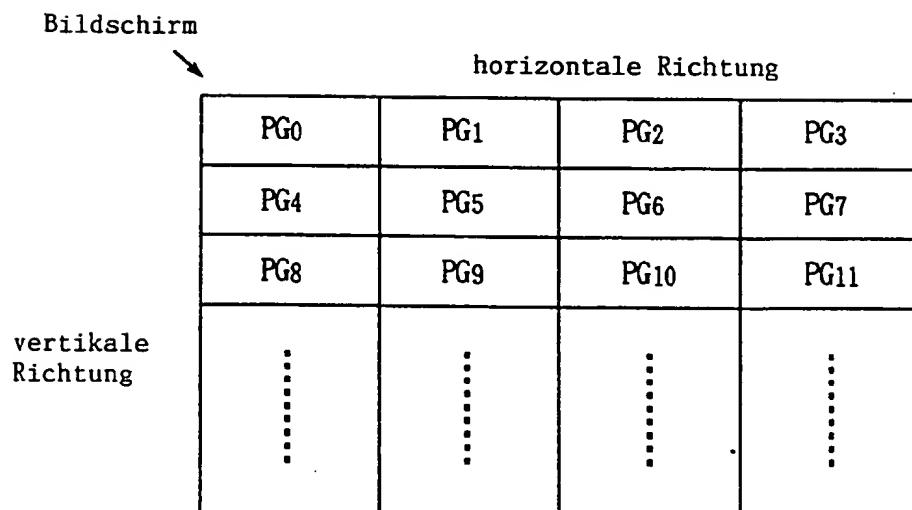 Bildschirm
horizontale Richtung
PG0 PG1 PG2 PG3
PG4 PG5 PG6 PG7
PG8 PG9 PG10 PG11
vertikale
Richtung